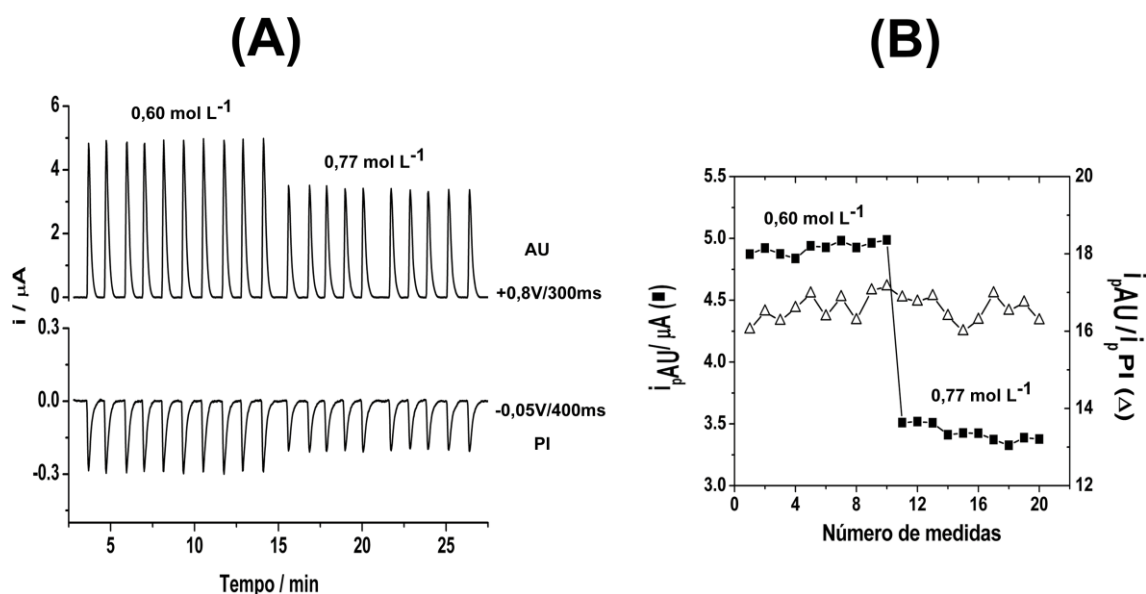 (A)
6
4
2
0
0.3
0.0
-0.3
i / µA
0,60 mol L-1
0,77 mol L-1
AU
+0,8V/300ms
-0,05V/400ms
PI
5
10
15
20
25
Tempo / min
(B)
5.5
5.0
4.5
4.0
3.5
3.0
ipAU/ µA (■)
0,60 mol L-1
0,77 mol L-1
20
18
16
14
12
ipAU/ip PI (Δ)
0
4
8
12
16
20
Número de medidas